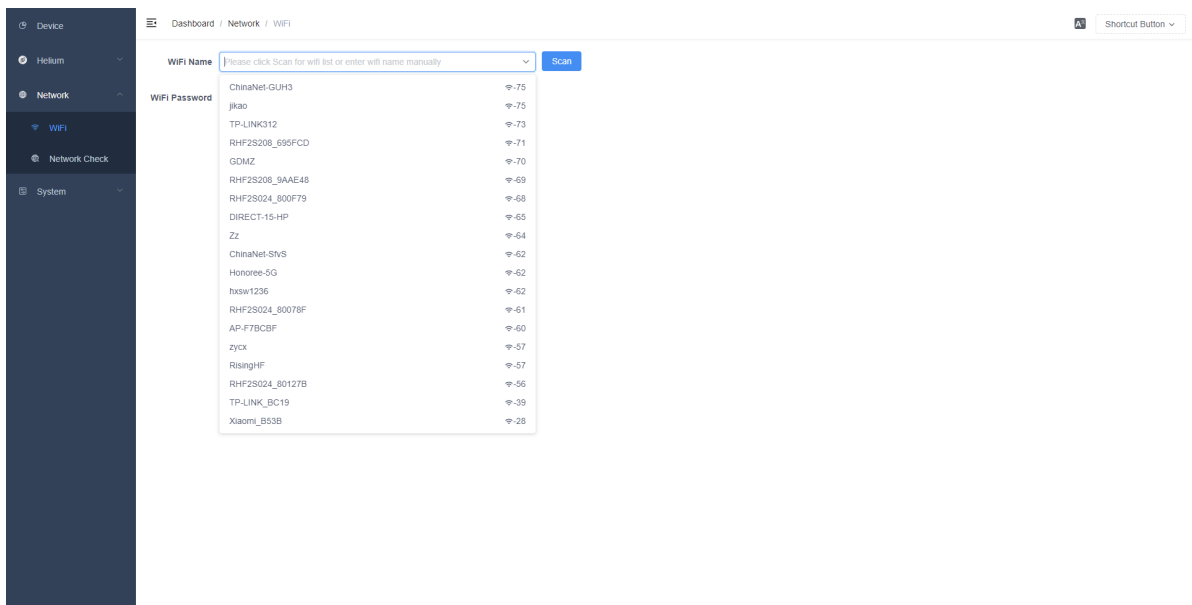 Device
Helium
Network
WiFi
Network Check
System
Dashboard / Network / WiFi
Shortcut Button
WiFi Name
Please click Scan for wifi list or enter wifi name manually
Scan
WiFi Password
ChinaNet-GUH3 -75
jikao -75
TP-LINK312 -73
RHF2S208_695FCD -71
GDMZ -70
RHF2S208_9AAE48 -69
RHF2S024_800F79 -68
DIRECT-15-HP -65
Zz -64
ChinaNet-SfvS -62
Honoree-5G -62
hxsw1236 -62
RHF2S024_80078F -61
AP-F7BCBF -60
zycx -57
RisingHF -57
RHF2S024_80127B -56
TP-LINK_BC19 -39
Xiaomi_B53B -28